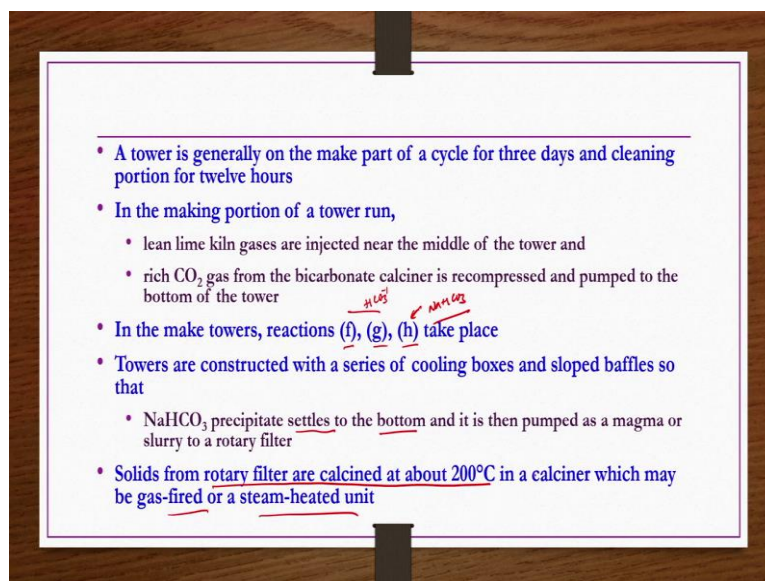 • A tower is generally on the make part of a cycle for three days and cleaning
portion for twelve hours
• In the making portion of a tower run,
• lean lime kiln gases are injected near the middle of the tower and
• rich CO₂ gas from the bicarbonate calciner is recompressed and pumped to the
bottom of the tower
HCO₃⁻ NaHCO3
• In the make towers, reactions (f), (g), (h) take place
• Towers are constructed with a series of cooling boxes and sloped baffles so
that
• NaHCO₃ precipitate settles to the bottom and it is then pumped as a magma or
slurry to a rotary filter
• Solids from rotary filter are calcined at about 200°C in a calciner which may
be gas-fired or a steam-heated unit